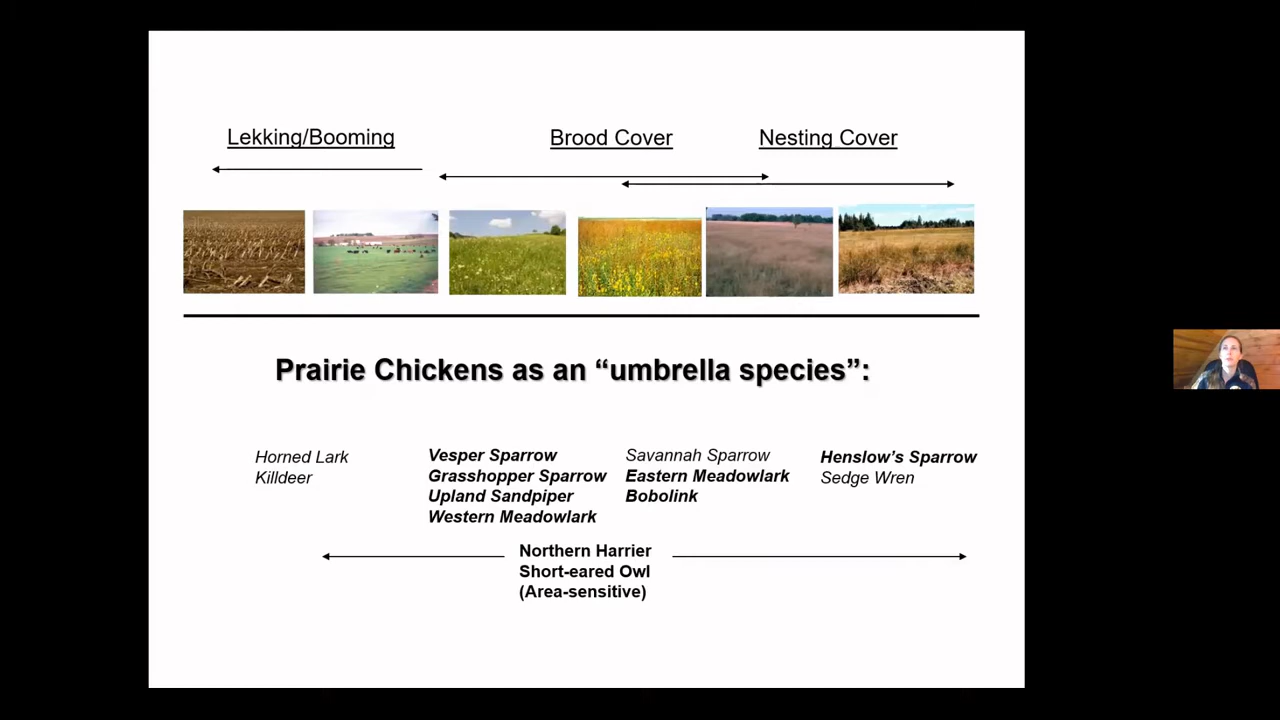 Lekking/Booming
Brood Cover
Nesting Cover
Prairie Chickens as an “umbrella species”:
Horned Lark
Killdeer
Vesper Sparrow
Grasshopper Sparrow
Upland Sandpiper
Western Meadowlark
Savannah Sparrow
Eastern Meadowlark
Bobolink
Henslow’s Sparrow
Sedge Wren
Northern Harrier
Short-eared Owl
(Area-sensitive)